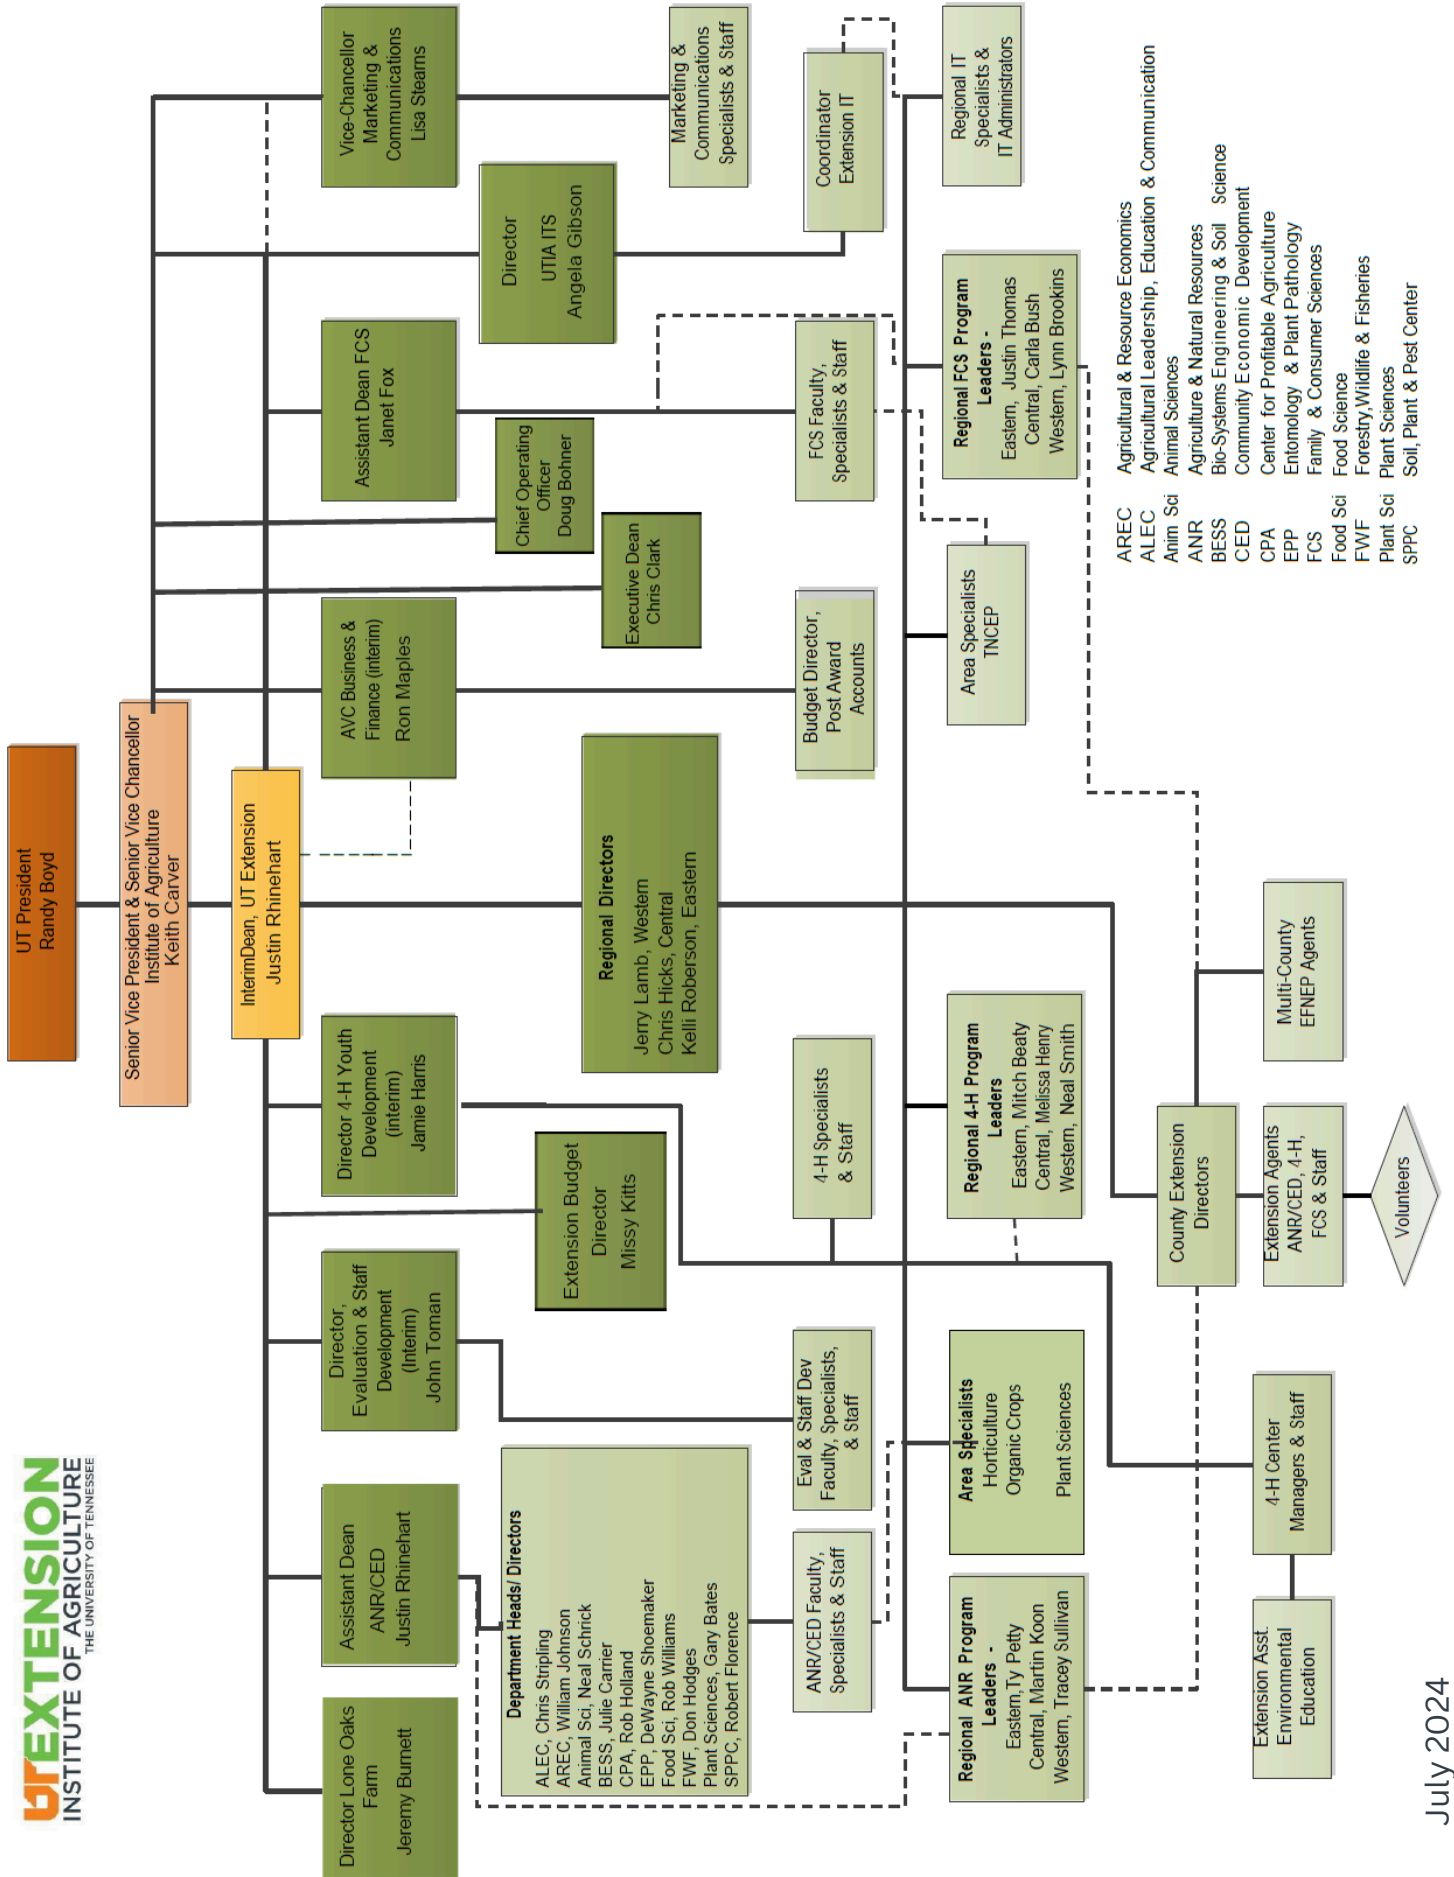 UT EXTENSION
INSTITUTE OF AGRICULTURE
THE UNIVERSITY OF TENNESSEE
UT President
Randy Boyd
Senior Vice President & Senior Vice Chancellor
Institute of Agriculture
Keith Carver
InterimDean, UT Extension
Justin Rhinehart
Director Lone Oaks
Farm
Jeremy Burnett
Assistant Dean
ANR/CED
Justin Rhinehart
Director,
Evaluation & Staff
Development
(Interim)
John Toman
Director 4-H Youth
Development
(interim)
Jamie Harris
AVC Business &
Finance (interim)
Ron Maples
Assistant Dean FCS
Janet Fox
Vice-Chancellor
Marketing &
Communications
Lisa Stearns
Director
UTIA ITS
Angela Gibson
Chief Operating
Officer
Doug Bohner
Executive Dean
Chris Clark
Extension Budget
Director
Missy Kitts
Department Heads/ Directors
ALEC, Chris Stripling
AREC, William Johnson
Animal Sci, Neal Schrick
BESS, Julie Carrier
CPA, Rob Holland
EPP, DeWayne Shoemaker
Food Sci, Rob Williams
FWF, Don Hodges
Plant Sciences, Gary Bates
SPPC, Robert Florence
Regional Directors
Jerry Lamb, Western
Chris Hicks, Central
Kelli Roberson, Eastern
Marketing &
Communications
Specialists & Staff
ANR/CED Faculty,
Specialists & Staff
Eval & Staff Dev
Faculty, Specialists,
& Staff
4-H Specialists
& Staff
Budget Director,
Post Award
Accounts
FCS Faculty,
Specialists & Staff
Coordinator
Extension IT
Regional ANR Program
Leaders -
Eastern,Ty Petty
Central, Martin Koon
Western, Tracey Sullivan
Area Specialists
Horticulture
Organic Crops
Plant Sciences
Regional 4-H Program
Leaders
Eastern, Mitch Beaty
Central, Melissa Henry
Western, Neal Smith
Area Specialists
TNCEP
Regional FCS Program
Leaders -
Eastern, Justin Thomas
Central, Carla Bush
Western, Lynn Brookins
Regional IT
Specialists &
IT Administrators
County Extension
Directors
Extension Asst.
Environmental
Education
4-H Center
Managers & Staff
Extension Agents
ANR/CED, 4-H,
FCS & Staff
Multi-County
EFNEP Agents
Volunteers
AREC Agricultural & Resource Economics
ALEC Agricultural Leadership, Education & Communication
Anim Sci Animal Sciences
ANR Agriculture & Natural Resources
BESS Bio-Systems Engineering & Soil Science
CED Community Economic Development
CPA Center for Profitable Agriculture
EPP Entomology & Plant Pathology
FCS Family & Consumer Sciences
Food Sci Food Science
FWF Forestry,Wildlife & Fisheries
Plant Sci Plant Sciences
SPPC Soil, Plant & Pest Center
July 2024